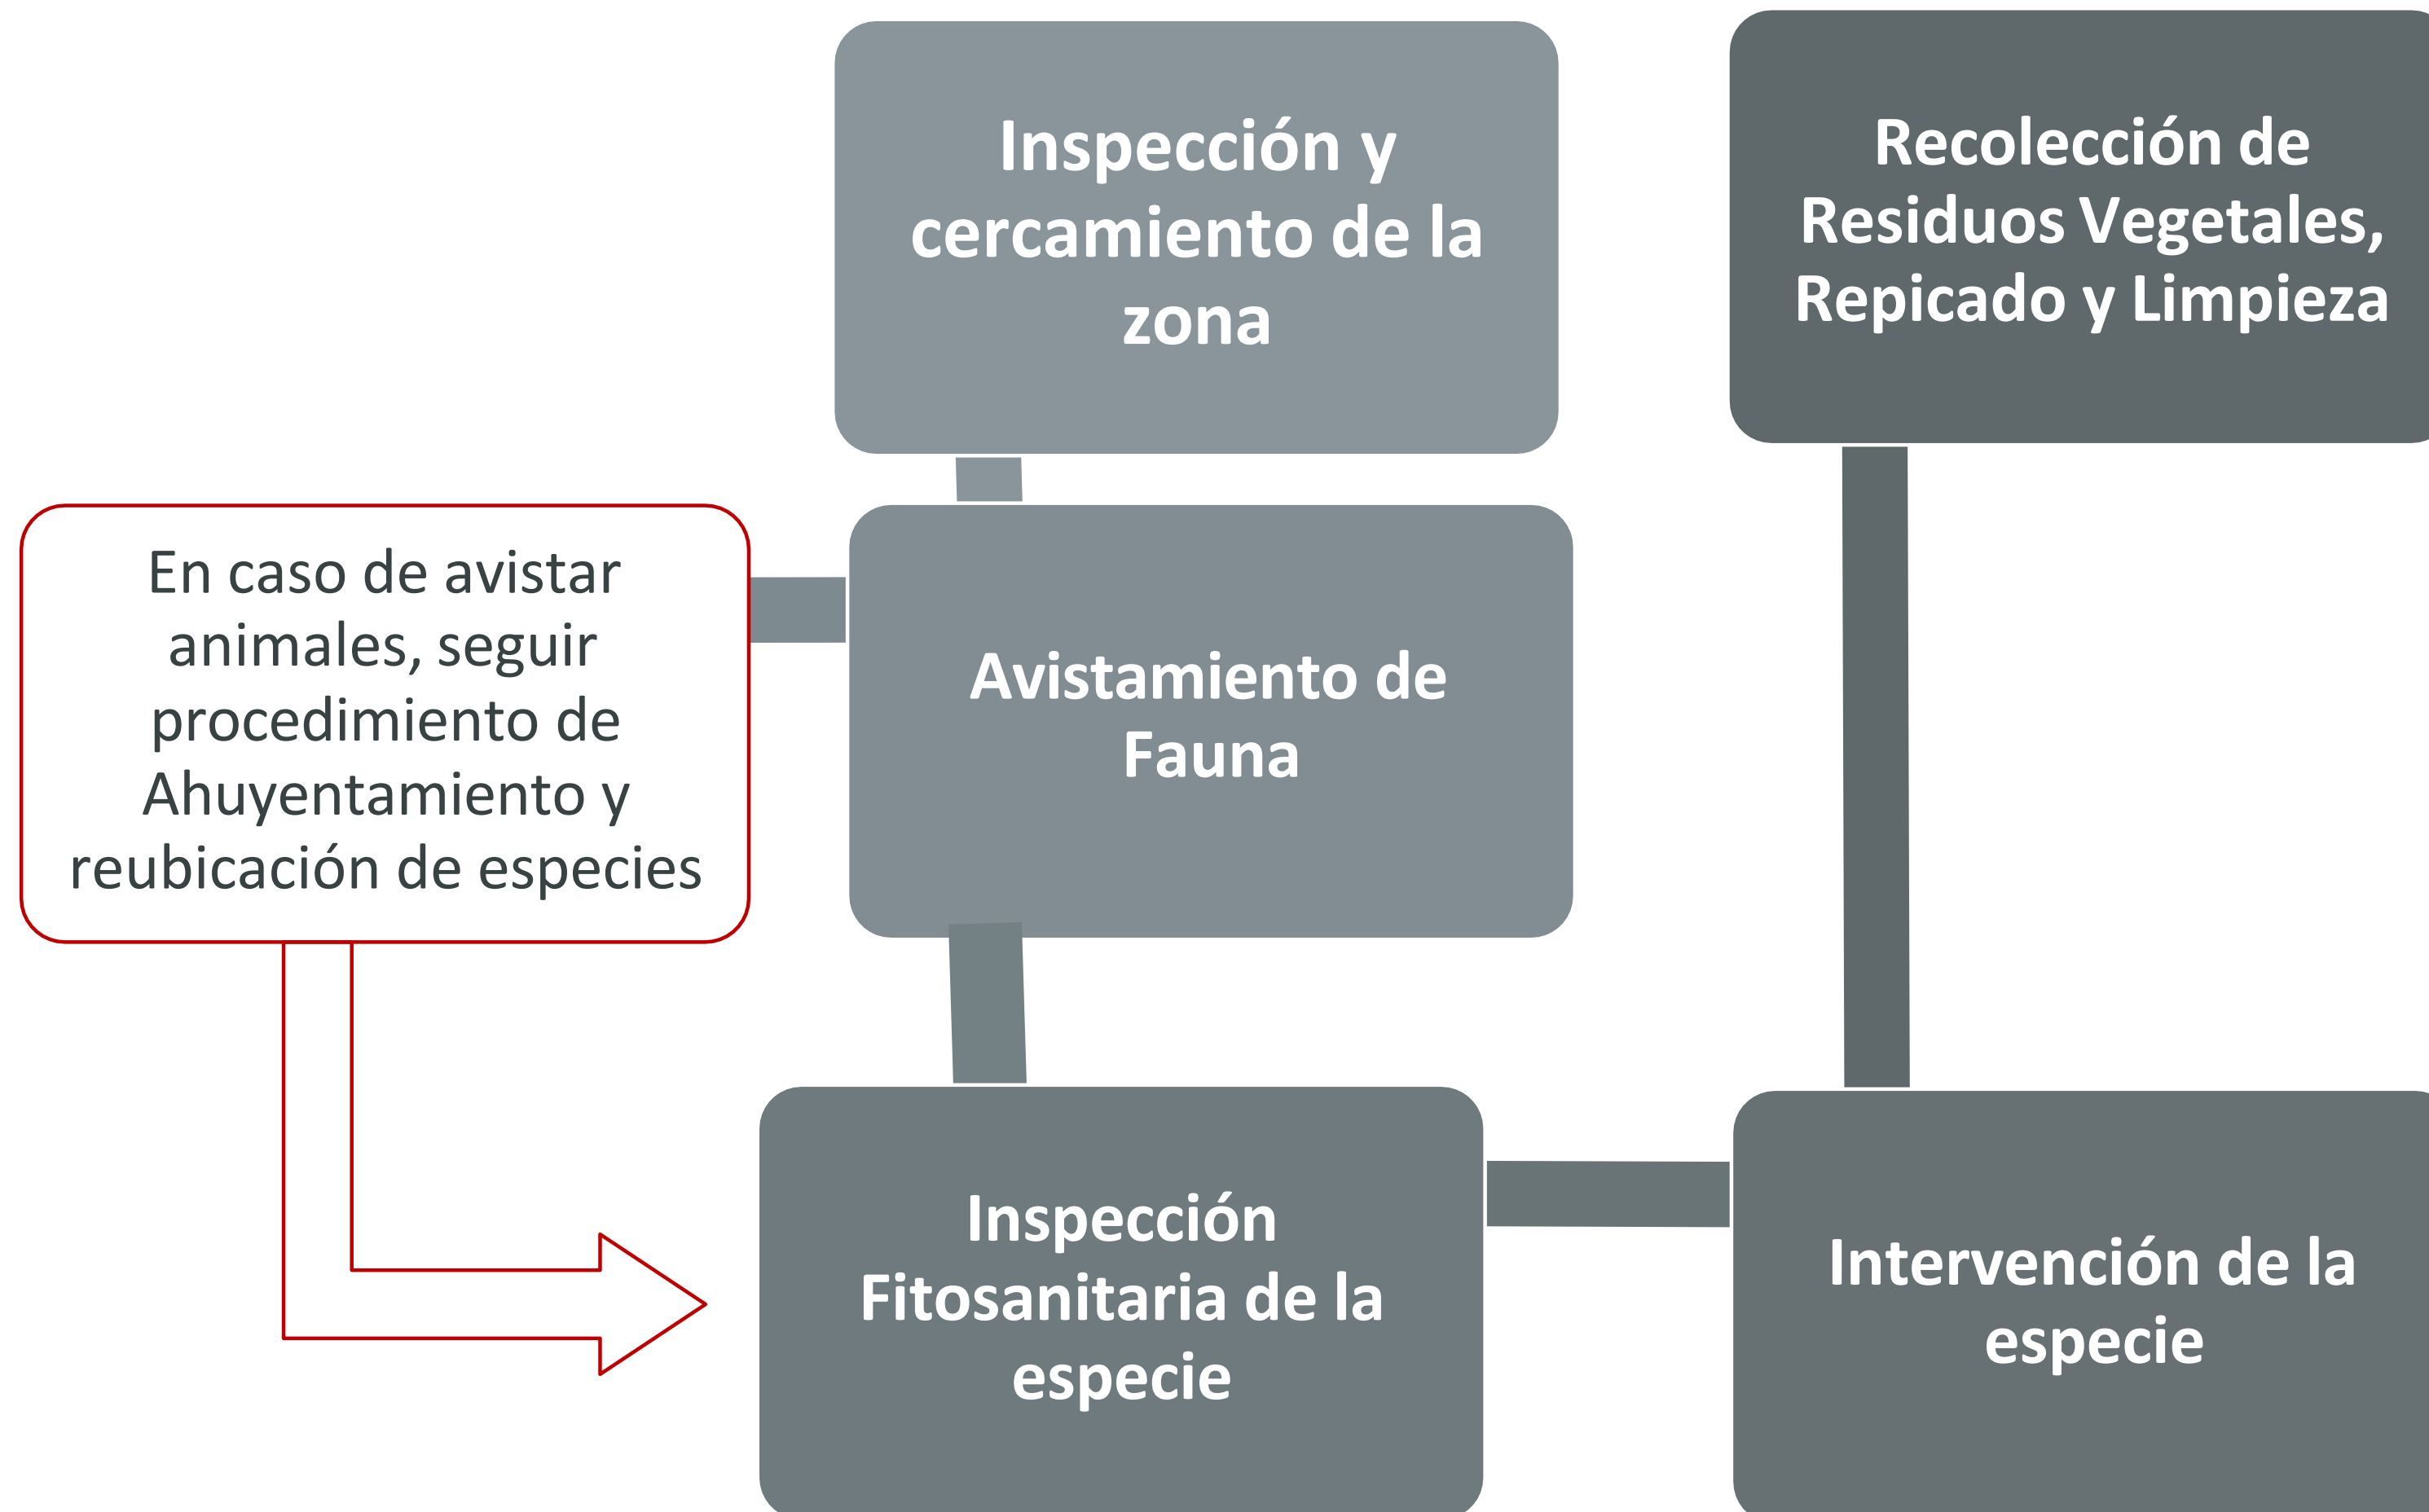 Inspección y
cercamiento de la
zona
Recolección de
Residuos Vegetales,
Repicado y Limpieza
En caso de avistar
animales, seguir
procedimiento de
Ahuyentamiento y
reubicación de especies
Avistamiento de
Fauna
Inspección
Fitosanitaria de la
especie
Intervención de la
especie